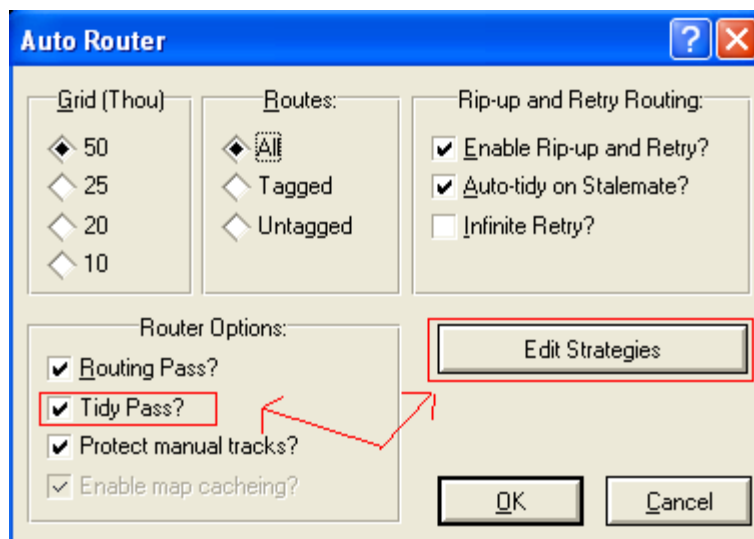 Auto Router
Grid (Thou)
50
25
20
10
Routes:
All
Tagged
Untagged
Rip-up and Retry Routing:
Enable Rip-up and Retry?
Auto-tidy on Stalemate?
Infinite Retry?
Router Options:
Routing Pass?
Tidy Pass?
Protect manual tracks?
Enable map cacheing?
Edit Strategies
OK
Cancel